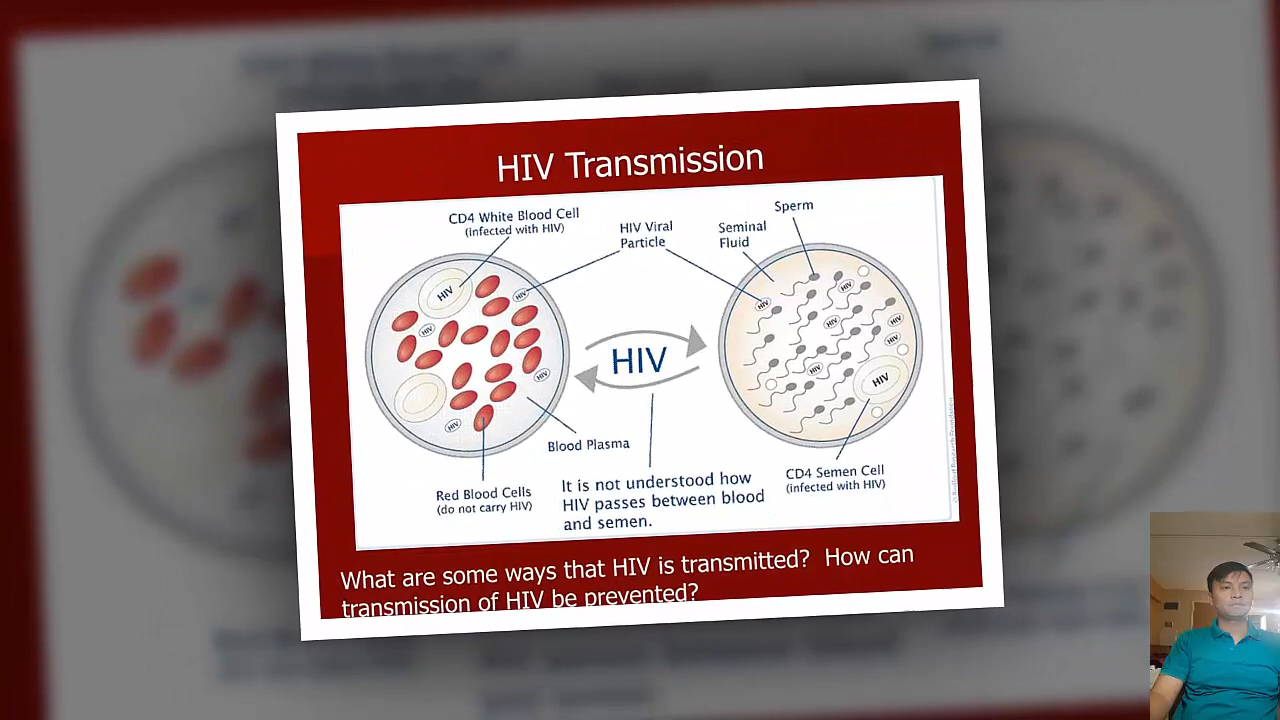 HIV Transmission
CD4 White Blood Cell
(infected with HIV)
HIV Viral
Particle
Seminal
Fluid
Sperm
HIV
HIV
HIV
HIV
HIV
HIV
HIV
HIV
HIV
HIV
HIV
HIV
HIV
Blood Plasma
Red Blood Cells
(do not carry HIV)
It is not understood how
HIV passes between blood
and semen.
CD4 Semen Cell
(infected with HIV)
What are some ways that HIV is transmitted? How can
transmission of HIV be prevented?